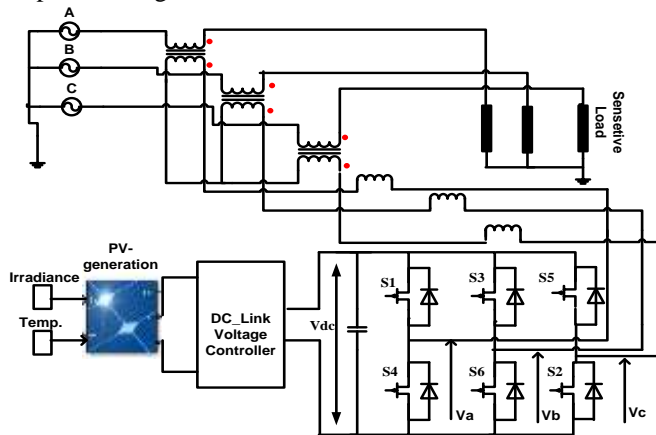 A
B
C
Sensetive
Load
PV-
generation
Irradiance
Temp.
DC_Link
Voltage
Controller
Vdc
S1
S3
S5
S4
S6
S2
Va
Vb
Vc